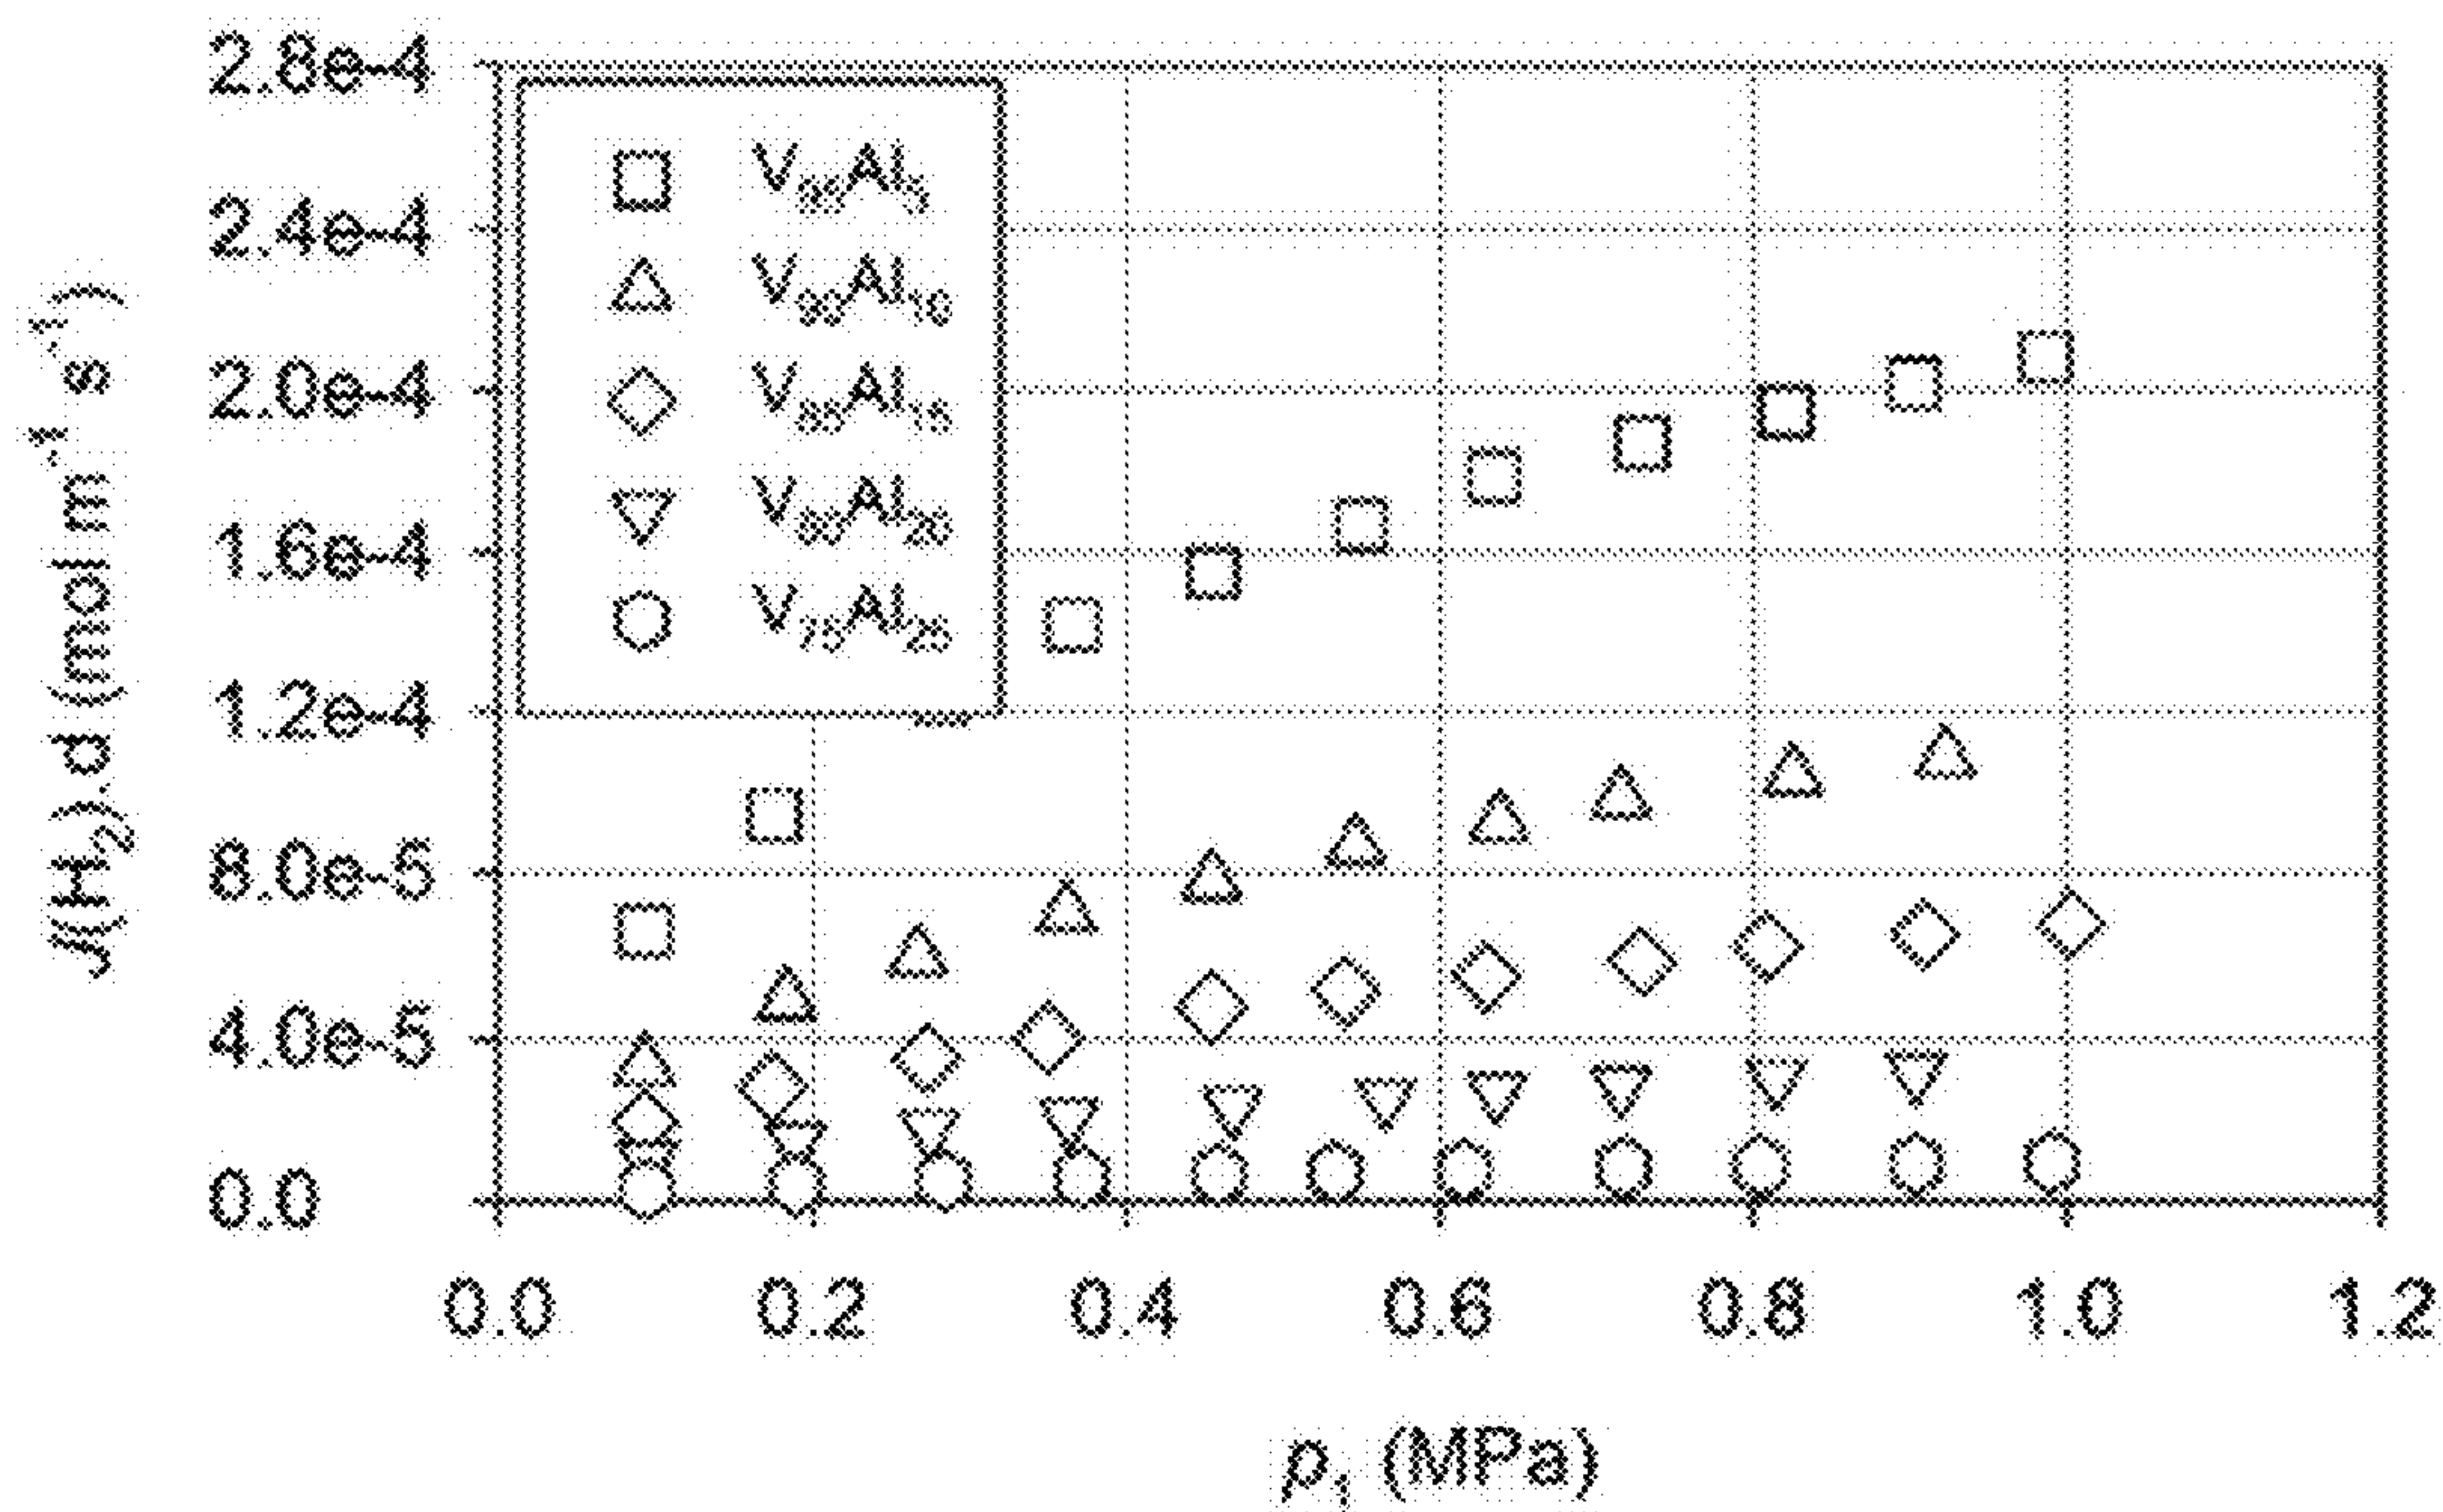 J(H₂).d (mol m⁻¹ s⁻¹)
2.8e-4
2.4e-4
2.0e-4
1.6e-4
1.2e-4
8.0e-5
4.0e-5
0.0
V₉₅Al₅
V₉₀Al₁₀
V₈₅Al₁₅
V₈₀Al₂₀
V₇₅Al₂₅
0.0 0.2 0.4 0.6 0.8 1.0 1.2
p₁ (MPa)